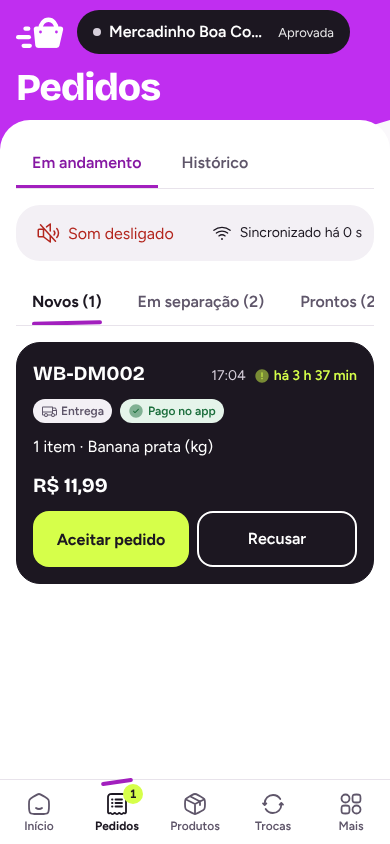 Mercadinho Boa Co... Aprovada
Pedidos
Em andamento Histórico
Som desligado Sincronizado há 0 s
Novos (1) Em separação (2) Prontos (2
WB-DM002 17:04 há 3 h 37 min
Entrega Pago no app
1 item · Banana prata (kg)
R$ 11,99
Aceitar pedido Recusar
1
Início Pedidos Produtos Trocas Mais